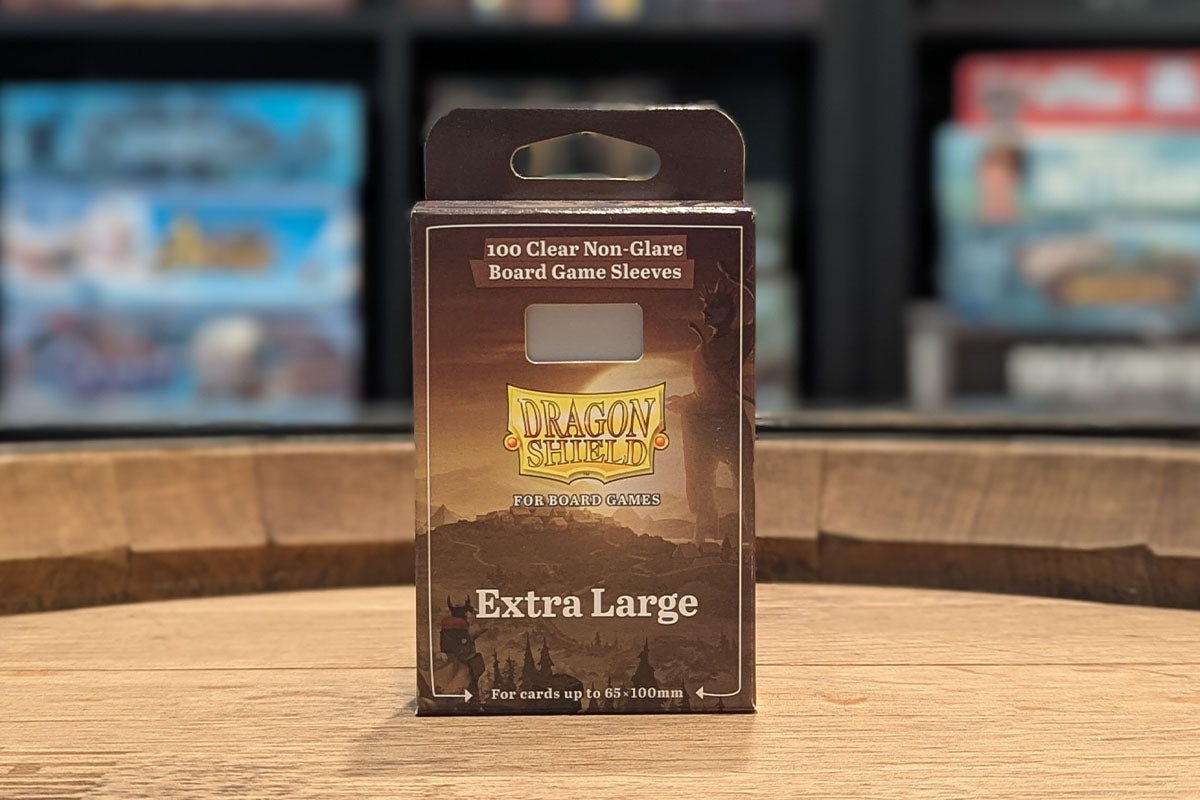 100 Clear Non-Glare
Board Game Sleeves
DRAGON
SHIELD
FOR BOARD GAMES
Extra Large
For cards up to 65×100mm